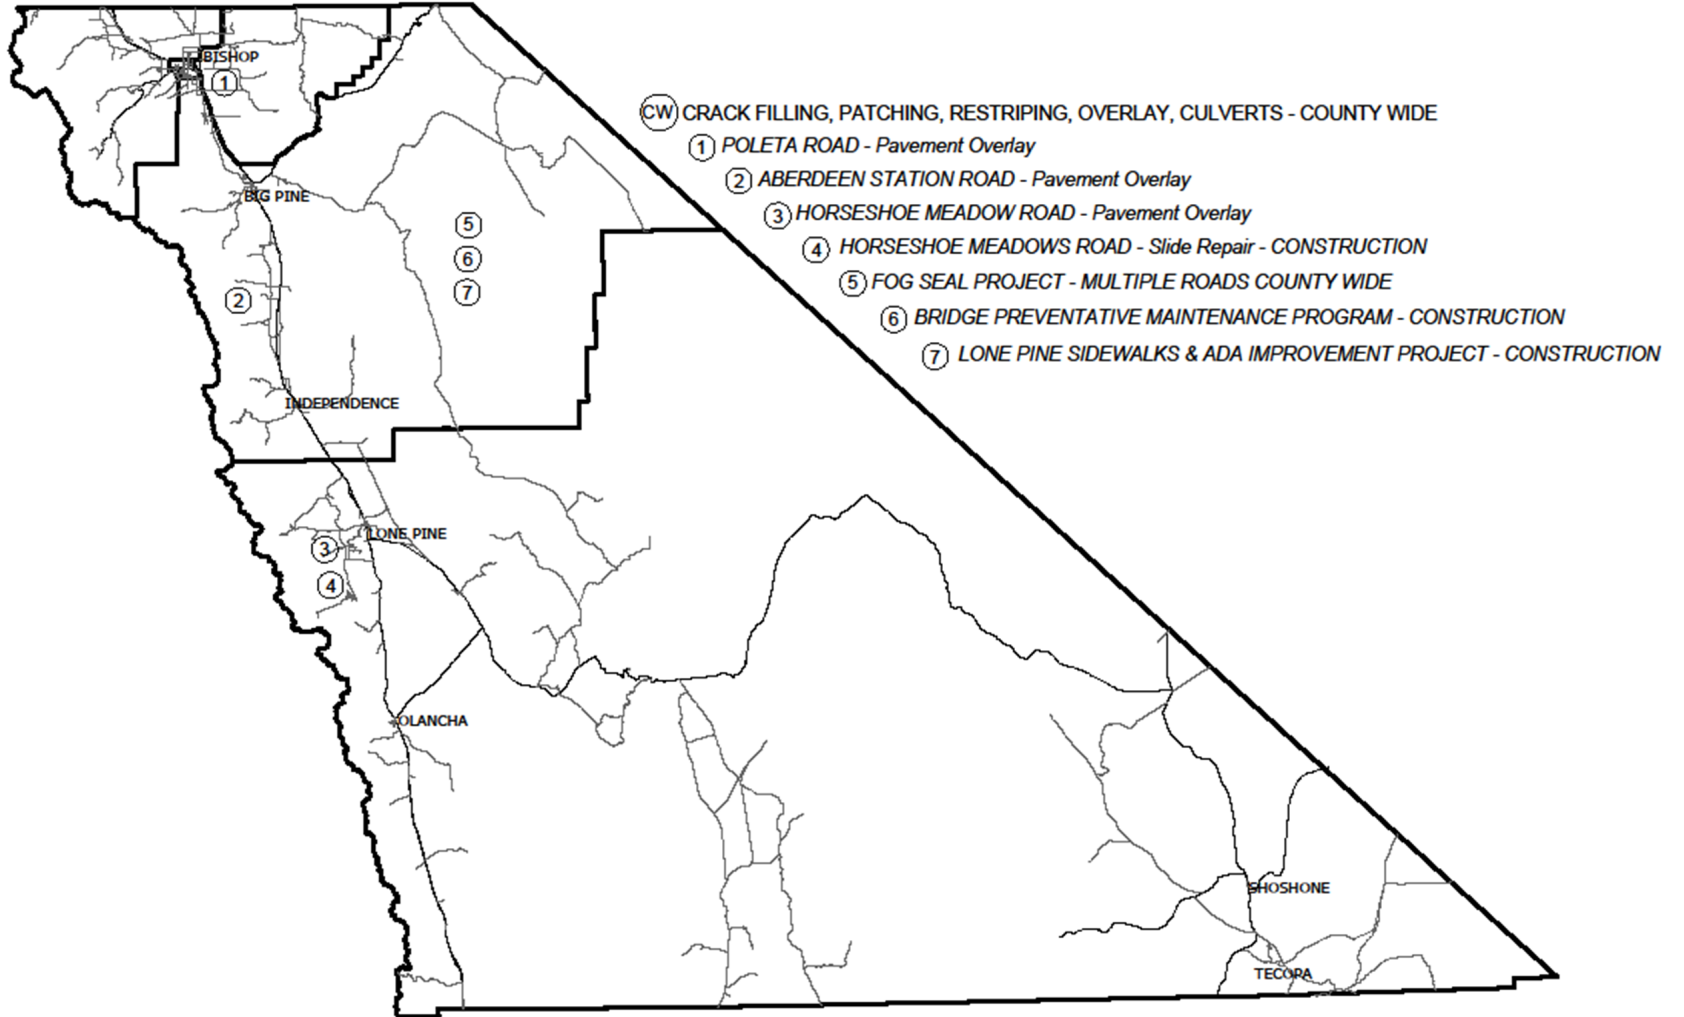 BISHOP
1
CW CRACK FILLING, PATCHING, RESTRIPING, OVERLAY, CULVERTS - COUNTY WIDE
1 POLETA ROAD - Pavement Overlay
2 ABERDEEN STATION ROAD - Pavement Overlay
3 HORSESHOE MEADOW ROAD - Pavement Overlay
4 HORSESHOE MEADOWS ROAD - Slide Repair - CONSTRUCTION
5 FOG SEAL PROJECT - MULTIPLE ROADS COUNTY WIDE
6 BRIDGE PREVENTATIVE MAINTENANCE PROGRAM - CONSTRUCTION
7 LONE PINE SIDEWALKS & ADA IMPROVEMENT PROJECT - CONSTRUCTION
BIG PINE
5
6
7
2
INDEPENDENCE
LONE PINE
3
4
OLANCHA
SHOSHONE
TECOPA